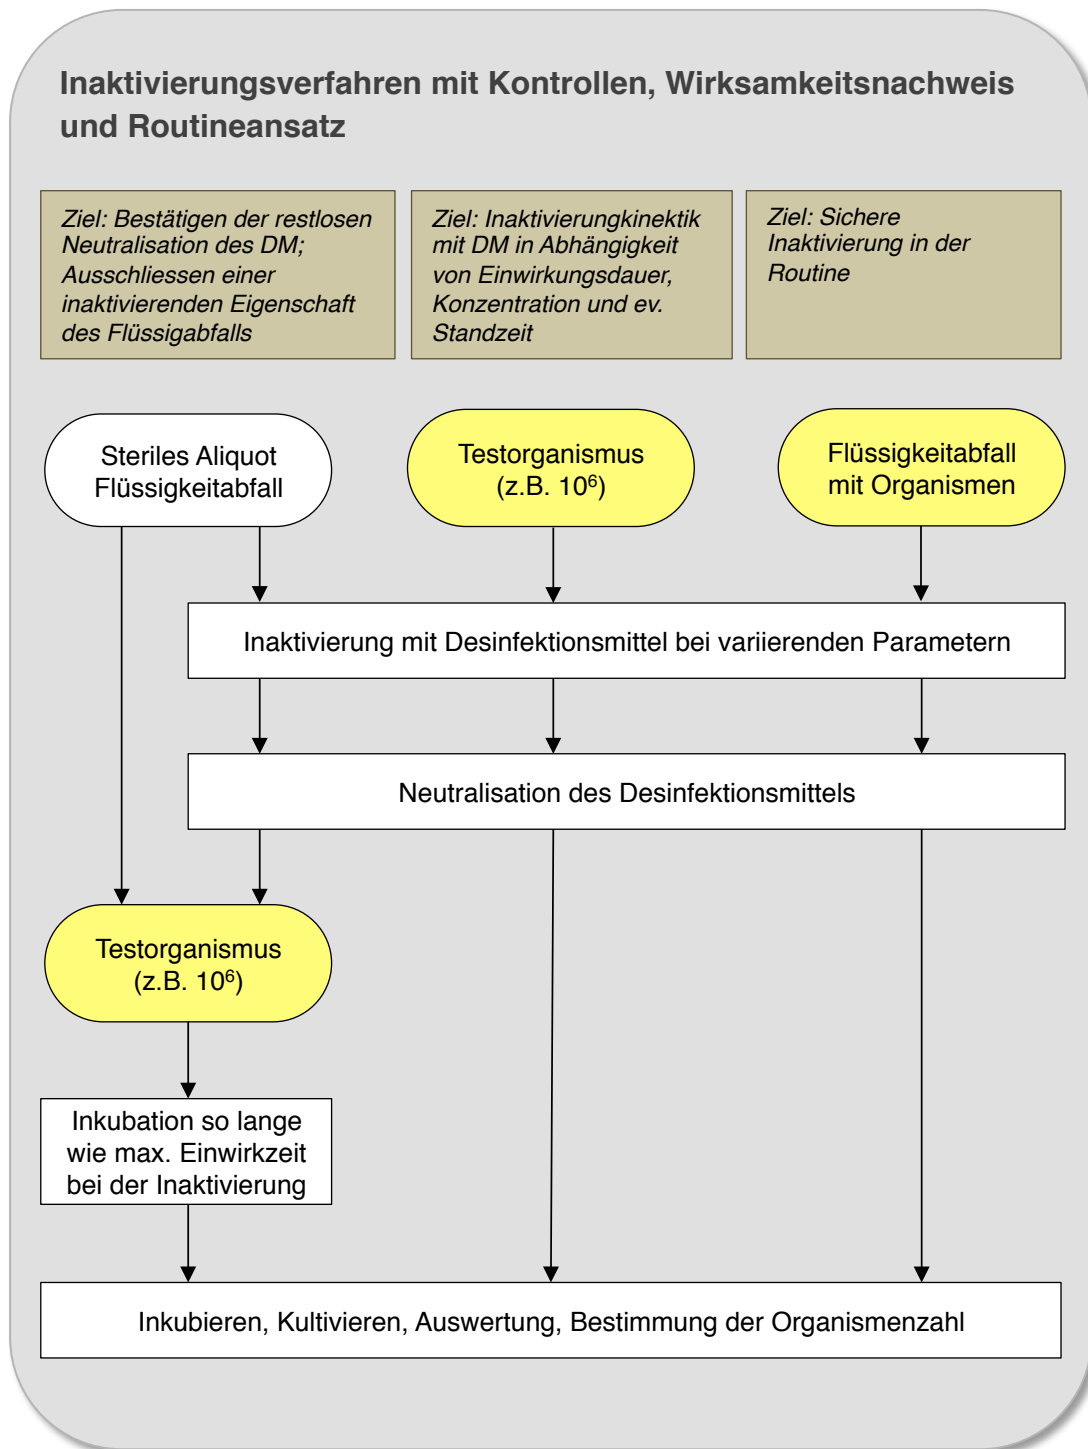 Inaktivierungsverfahren mit Kontrollen, Wirksamkeitsnachweis
und Routineansatz
Ziel: Bestätigen der restlosen
Neutralisation des DM;
Ausschliessen einer
inaktivierenden Eigenschaft
des Flüssigabfalls
Ziel: Inaktivierungkinektik
mit DM in Abhängigkeit
von Einwirkungsdauer,
Konzentration und ev.
Standzeit
Ziel: Sichere
Inaktivierung in der
Routine
Steriles Aliquot
Flüssigkeitabfall
Testorganismus
(z.B. 10⁶)
Flüssigkeitabfall
mit Organismen
Inaktivierung mit Desinfektionsmittel bei variierenden Parametern
Neutralisation des Desinfektionsmittels
Testorganismus
(z.B. 10⁶)
Inkubation so lange
wie max. Einwirkzeit
bei der Inaktivierung
Inkubieren, Kultivieren, Auswertung, Bestimmung der Organismenzahl